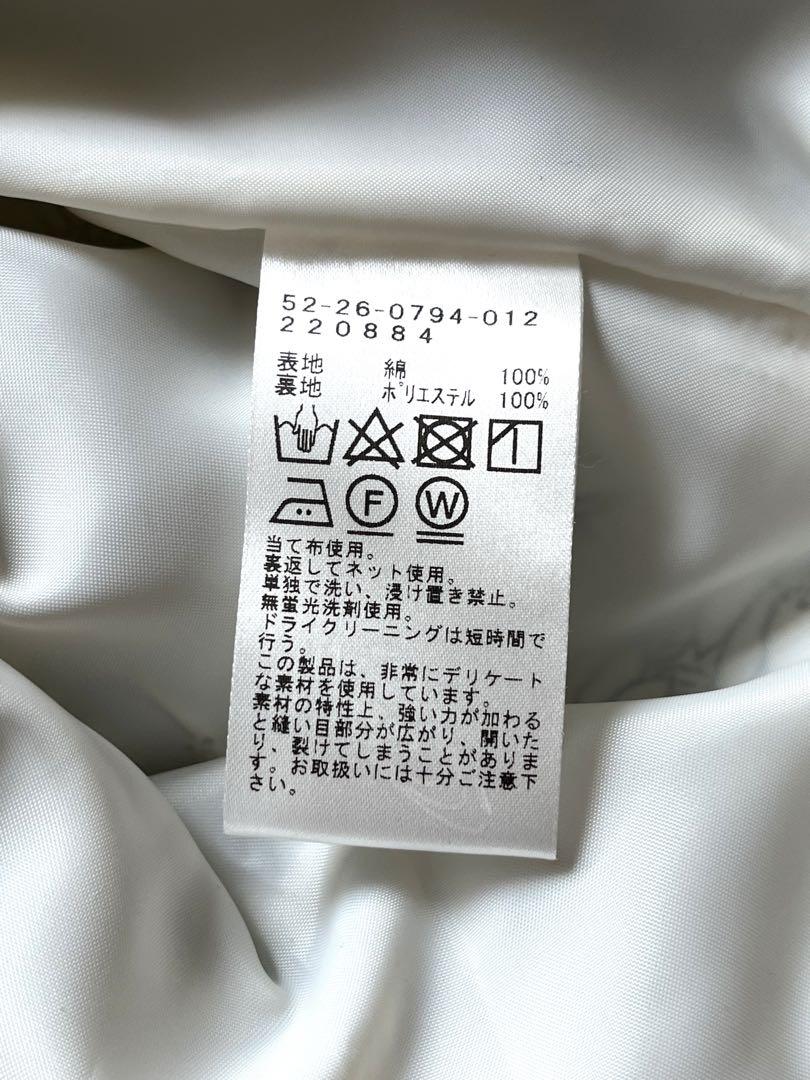 52-26-0794-012
220884
表地 綿 100%
裏地 ポリエステル 100%
F W
当て布使用。
裏返してネット使用。
単独で洗い、浸け置き禁止。
無蛍光洗剤使用。
ドライクリーニングは短時間で
行う。
この製品は、非常にデリケート
な素材を使用しています。
素材の特性上、強い力が加わる
と縫い目部分が広がり、開いた
り、裂けてしまうことがありま
す。お取扱いには十分ご注意下
さい。